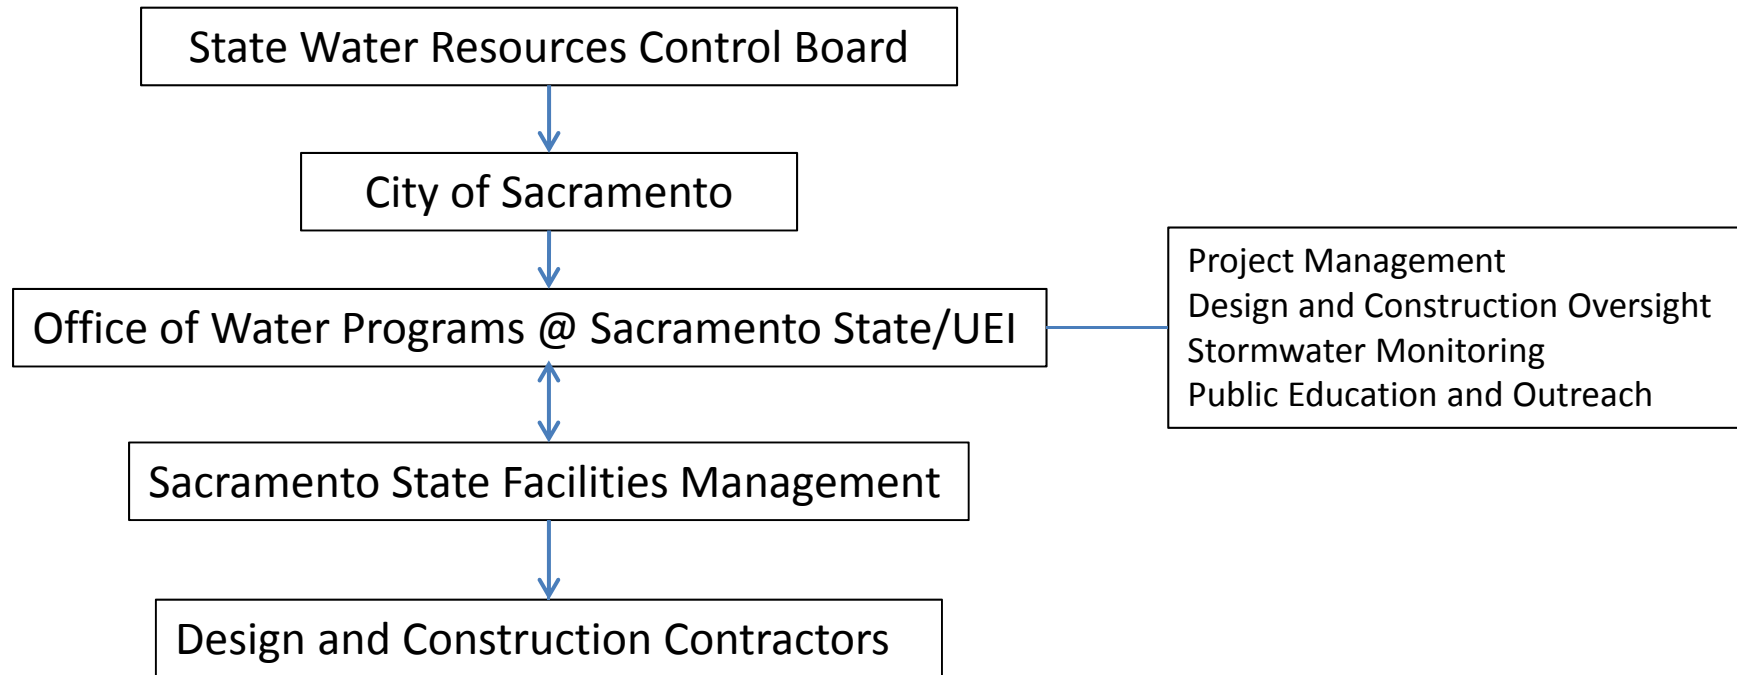 State Water Resources Control Board
City of Sacramento
Office of Water Programs @ Sacramento State/UEI
Project Management
Design and Construction Oversight
Stormwater Monitoring
Public Education and Outreach
Sacramento State Facilities Management
Design and Construction Contractors